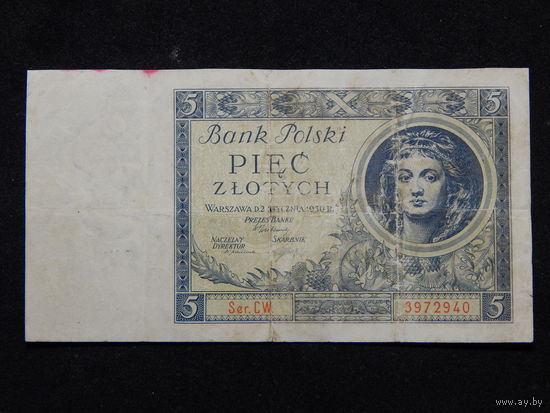 5
5
Bank Polski
PIĘĆ
ZŁOTYCH
WARSZAWA D. 2 STYCZNIA 1930 R.
PREZES BANKU
NACZELNY SKARBNIK
DYREKTOR
5 Ser. CW 3972940 5
www.ay.by